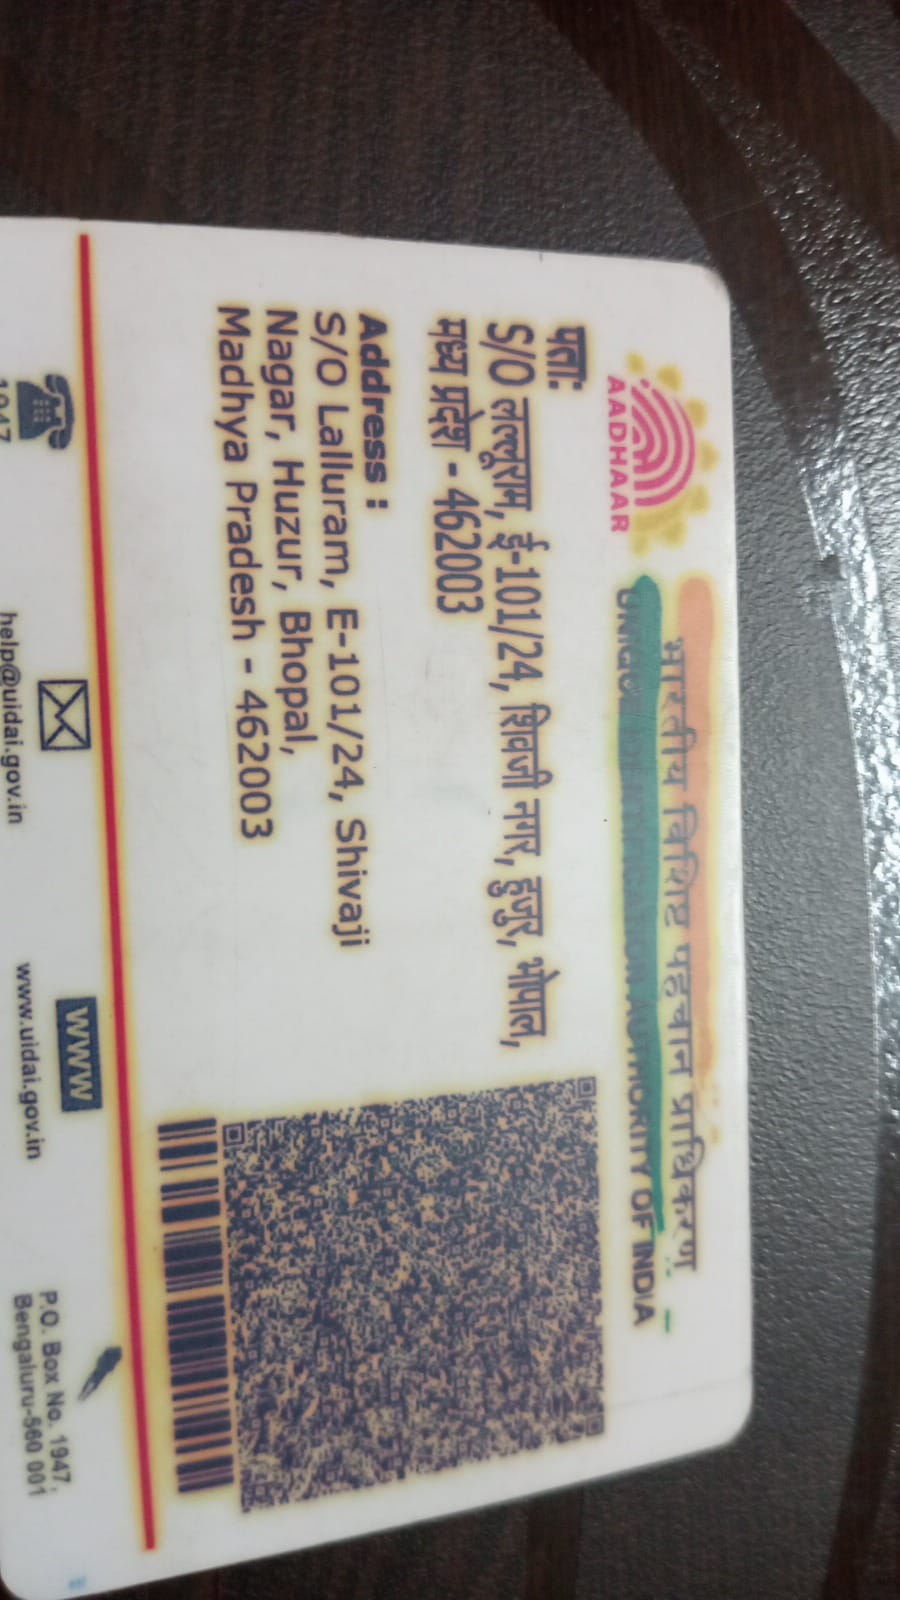 AADHAAR
भारतीय विशिष्ट पहचान प्राधिकरण
UNIQUE IDENTIFICATION AUTHORITY OF INDIA
पता:
S/O लल्लूराम, ई-101/24, शिवाजी नगर, हुजुर, भोपाल,
मध्य प्रदेश - 462003
Address :
S/O Lalluram, E-101/24, Shivaji
Nagar, Huzur, Bhopal,
Madhya Pradesh - 462003
1947
help@uidai.gov.in
WWW
www.uidai.gov.in
P.O. Box No. 1947,
Bengaluru-560 001